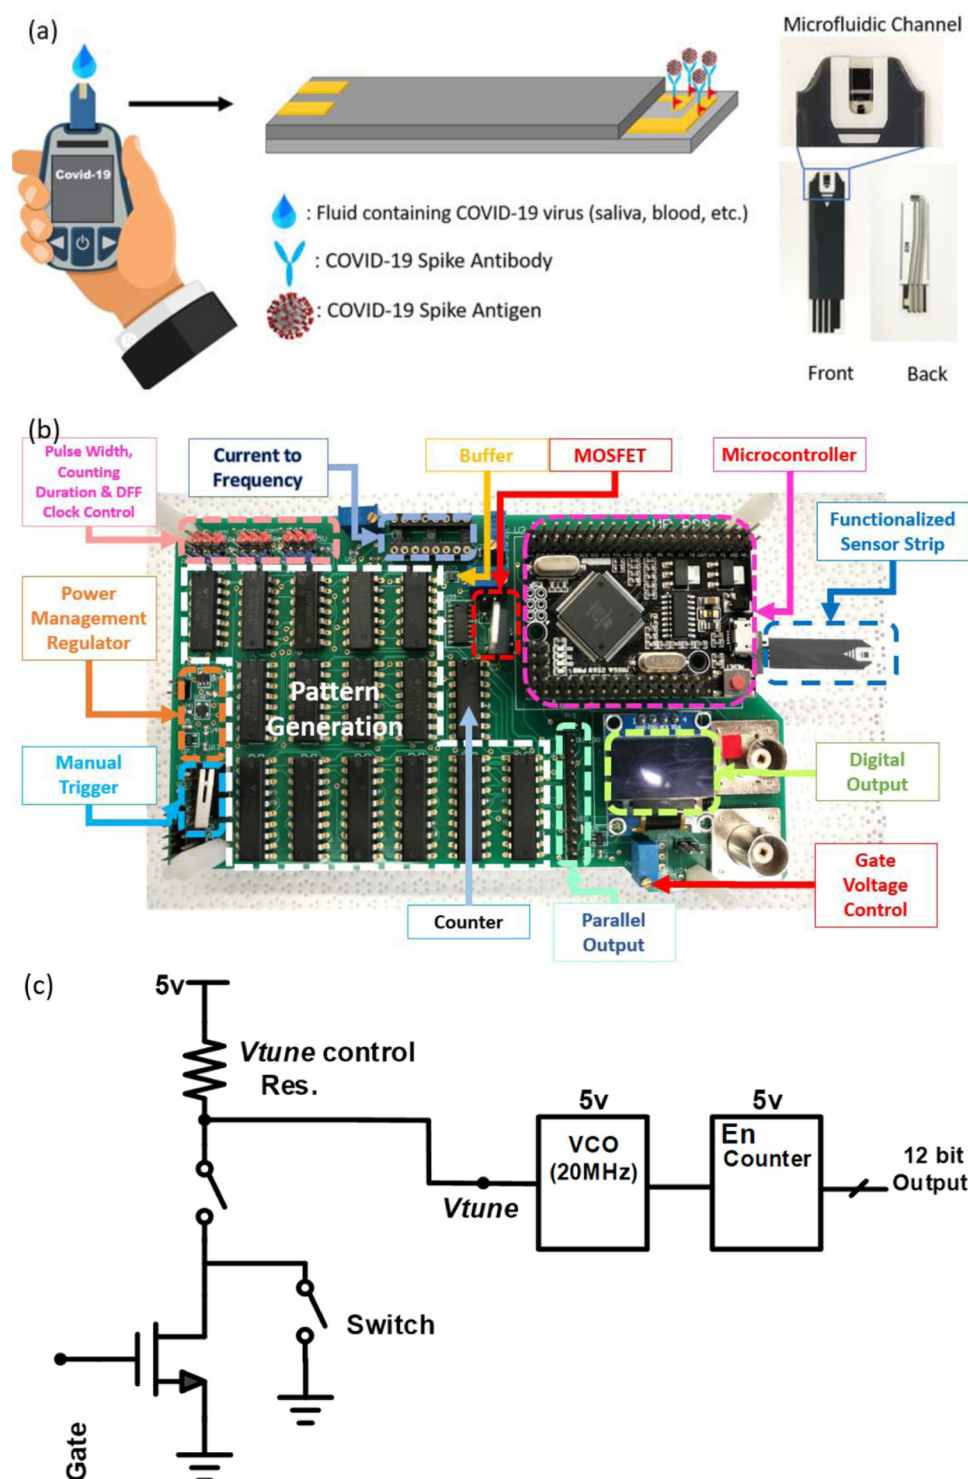 (a)
Microfluidic Channel
Covid-19
: Fluid containing COVID-19 virus (saliva, blood, etc.)
: COVID-19 Spike Antibody
: COVID-19 Spike Antigen
Front
Back
(b)
Pulse Width,
Counting
Duration & DFF
Clock Control
Current to
Frequency
Buffer
MOSFET
Microcontroller
Functionalized
Sensor Strip
Power
Management
Regulator
Pattern
Generation
Manual
Trigger
Digital
Output
Counter
Parallel
Output
Gate
Voltage
Control
(c)
5v
Vtune control
Res.
5v
VCO
(20MHz)
5v
En
Counter
12 bit
Output
Vtune
Switch
Gate